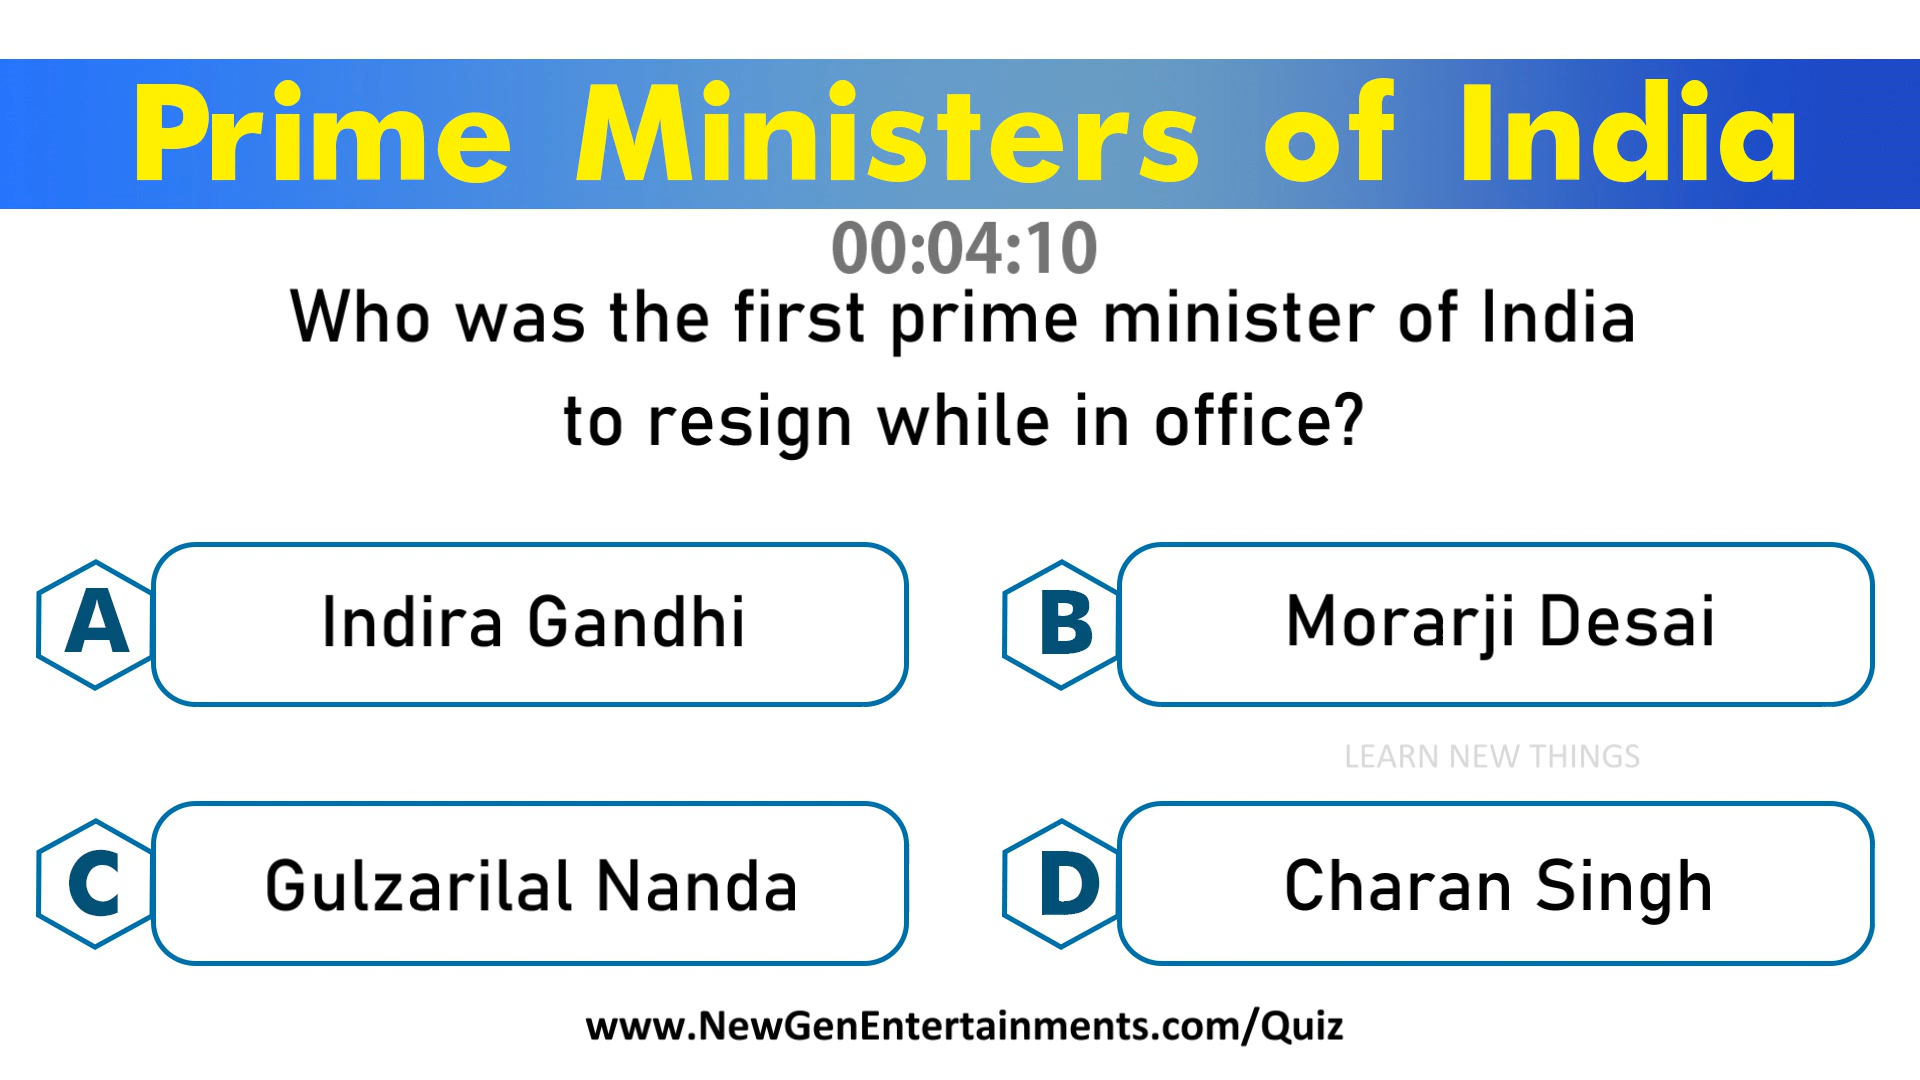 Prime Ministers of India
00:04:10
Who was the first prime minister of India
to resign while in office?
A Indira Gandhi
B Morarji Desai
LEARN NEW THINGS
C Gulzarilal Nanda
D Charan Singh
www.NewGenEntertainments.com/Quiz